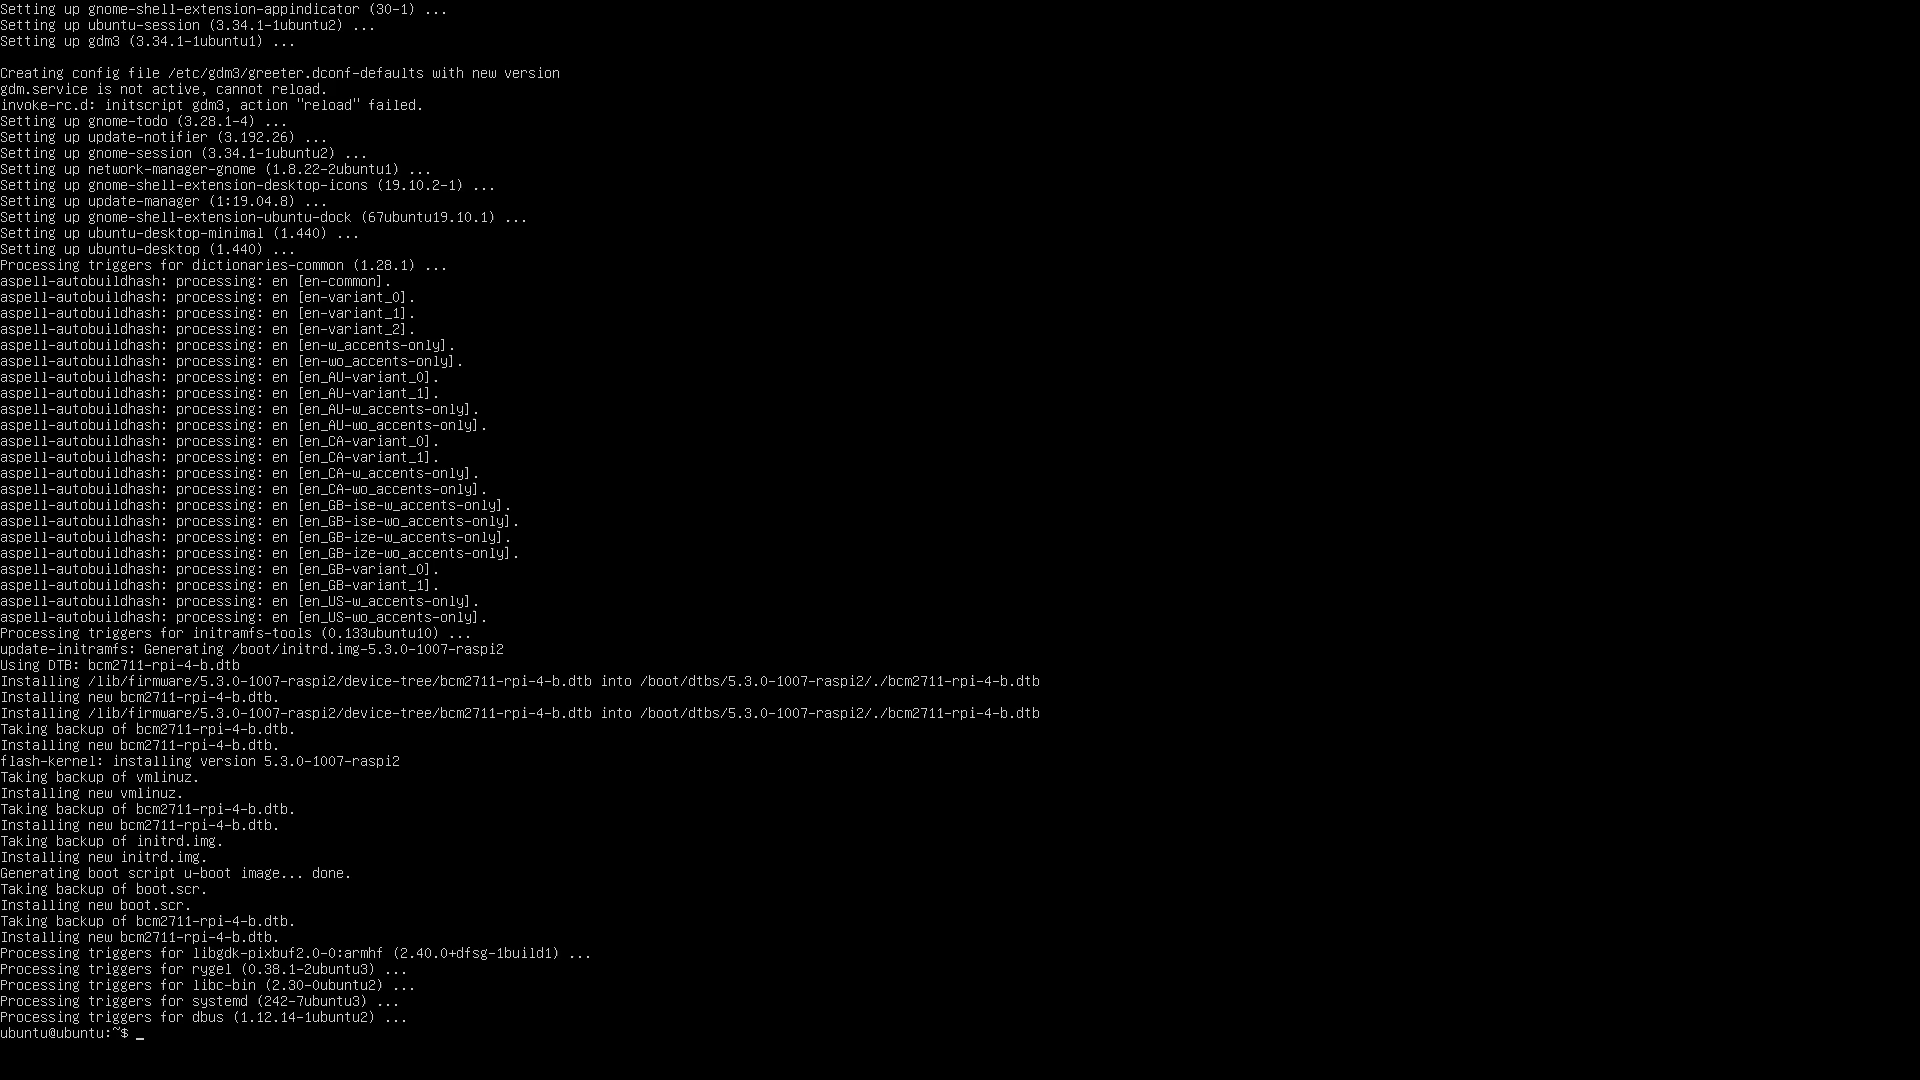 Setting up gnome-shell-extension-appindicator (30-1) ...
Setting up ubuntu-session (3.34.1-1ubuntu2) ...
Setting up gdm3 (3.34.1-1ubuntu1) ...
Creating config file /etc/gdm3/greeter.dconf-defaults with new version
gdm.service is not active, cannot reload.
invoke-rc.d: initscript gdm3, action "reload" failed.
Setting up gnome-todo (3.28.1-4) ...
Setting up update-notifier (3.192.26) ...
Setting up gnome-session (3.34.1-1ubuntu2) ...
Setting up network-manager-gnome (1.8.22-2ubuntu1) ...
Setting up gnome-shell-extension-desktop-icons (19.10.2-1) ...
Setting up update-manager (1:19.04.8) ...
Setting up gnome-shell-extension-ubuntu-dock (67ubuntu19.10.1) ...
Setting up ubuntu-desktop-minimal (1.440) ...
Setting up ubuntu-desktop (1.440) ...
Processing triggers for dictionaries-common (1.28.1) ...
aspell-autobuildhash: processing: en [en-common].
aspell-autobuildhash: processing: en [en-variant_0].
aspell-autobuildhash: processing: en [en-variant_1].
aspell-autobuildhash: processing: en [en-variant_2].
aspell-autobuildhash: processing: en [en-w_accents-only].
aspell-autobuildhash: processing: en [en-wo_accents-only].
aspell-autobuildhash: processing: en [en_AU-variant_0].
aspell-autobuildhash: processing: en [en_AU-variant_1].
aspell-autobuildhash: processing: en [en_AU-w_accents-only].
aspell-autobuildhash: processing: en [en_AU-wo_accents-only].
aspell-autobuildhash: processing: en [en_CA-variant_0].
aspell-autobuildhash: processing: en [en_CA-variant_1].
aspell-autobuildhash: processing: en [en_CA-w_accents-only].
aspell-autobuildhash: processing: en [en_CA-wo_accents-only].
aspell-autobuildhash: processing: en [en_GB-ise-w_accents-only].
aspell-autobuildhash: processing: en [en_GB-ise-wo_accents-only].
aspell-autobuildhash: processing: en [en_GB-ize-w_accents-only].
aspell-autobuildhash: processing: en [en_GB-ize-wo_accents-only].
aspell-autobuildhash: processing: en [en_GB-variant_0].
aspell-autobuildhash: processing: en [en_GB-variant_1].
aspell-autobuildhash: processing: en [en_US-w_accents-only].
aspell-autobuildhash: processing: en [en_US-wo_accents-only].
Processing triggers for initramfs-tools (0.133ubuntu10) ...
update-initramfs: Generating /boot/initrd.img-5.3.0-1007-raspi2
Using DTB: bcm2711-rpi-4-b.dtb
Installing /lib/firmware/5.3.0-1007-raspi2/device-tree/bcm2711-rpi-4-b.dtb into /boot/dtbs/5.3.0-1007-raspi2/./bcm2711-rpi-4-b.dtb
Installing new bcm2711-rpi-4-b.dtb.
Installing /lib/firmware/5.3.0-1007-raspi2/device-tree/bcm2711-rpi-4-b.dtb into /boot/dtbs/5.3.0-1007-raspi2/./bcm2711-rpi-4-b.dtb
Taking backup of bcm2711-rpi-4-b.dtb.
Installing new bcm2711-rpi-4-b.dtb.
flash-kernel: installing version 5.3.0-1007-raspi2
Taking backup of vmlinuz.
Installing new vmlinuz.
Taking backup of bcm2711-rpi-4-b.dtb.
Installing new bcm2711-rpi-4-b.dtb.
Taking backup of initrd.img.
Installing new initrd.img.
Generating boot script u-boot image... done.
Taking backup of boot.scr.
Installing new boot.scr.
Taking backup of bcm2711-rpi-4-b.dtb.
Installing new bcm2711-rpi-4-b.dtb.
Processing triggers for libgdk-pixbuf2.0-0:armhf (2.40.0+dfsg-1build1) ...
Processing triggers for rygel (0.38.1-2ubuntu3) ...
Processing triggers for libc-bin (2.30-0ubuntu2) ...
Processing triggers for systemd (242-7ubuntu3) ...
Processing triggers for dbus (1.12.14-1ubuntu2) ...
ubuntu@ubuntu:~$ _